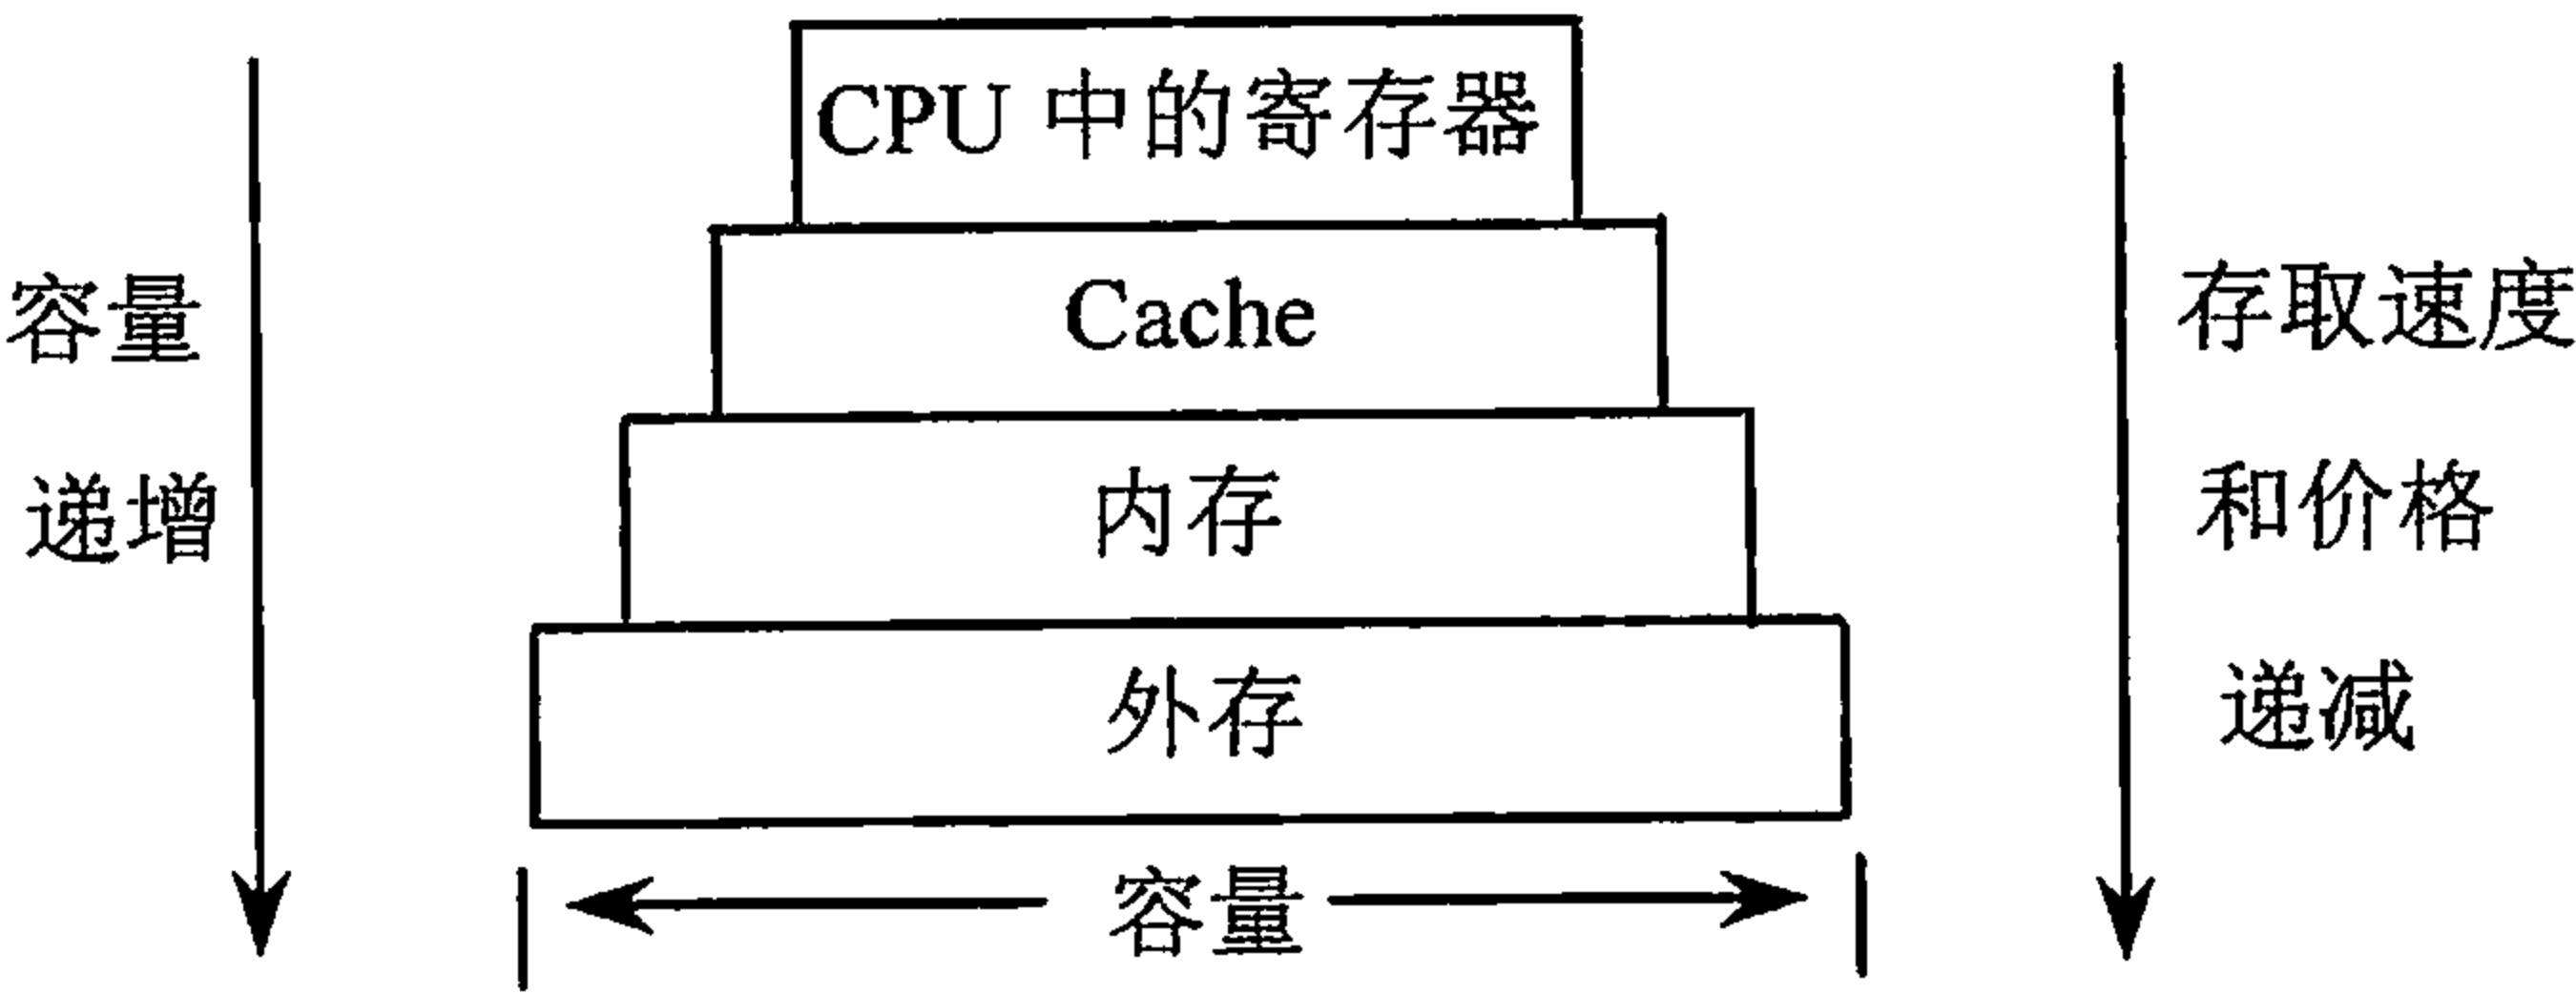 CPU 中的寄存器
Cache
内存
外存
容量
递增
存取速度
和价格
递减
容量